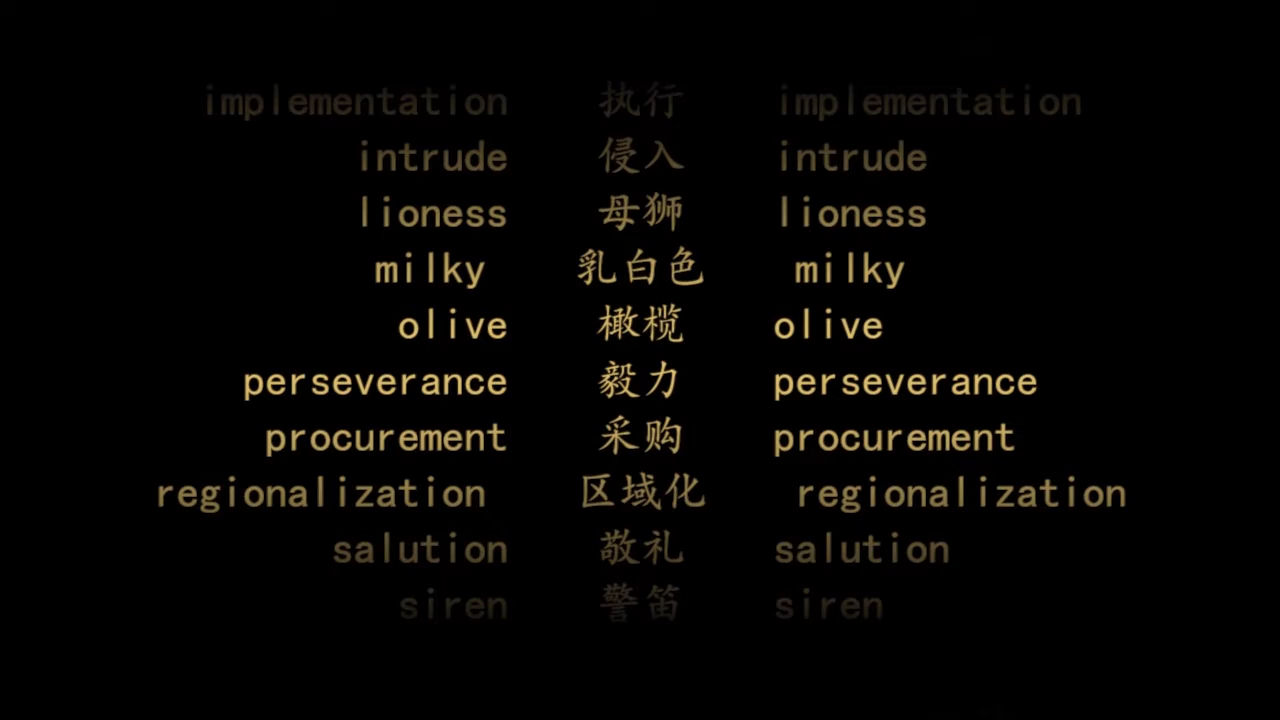 implementation 执行 implementation
intrude 侵入 intrude
lioness 母狮 lioness
milky 乳白色 milky
olive 橄榄 olive
perseverance 毅力 perseverance
procurement 采购 procurement
regionalization 区域化 regionalization
salution 敬礼 salution
siren 警笛 siren